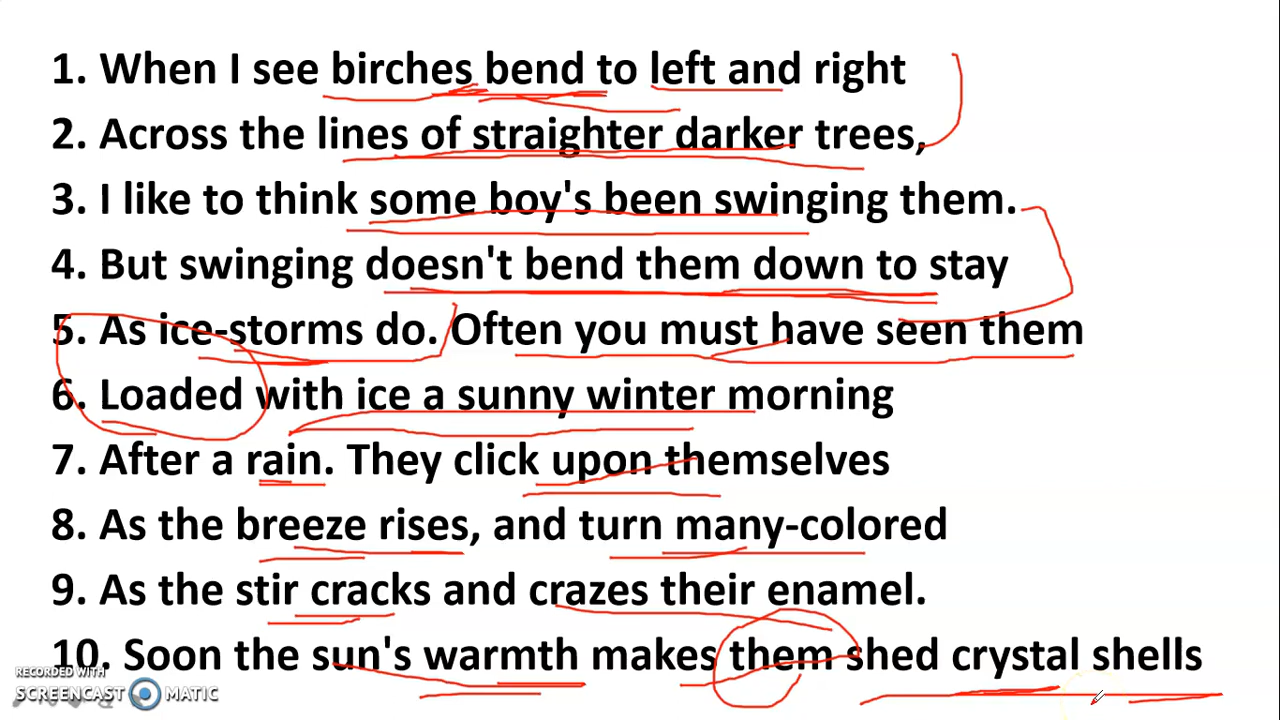 1. When I see birches bend to left and right
2. Across the lines of straighter darker trees,
3. I like to think some boy's been swinging them.
4. But swinging doesn't bend them down to stay
5. As ice-storms do. Often you must have seen them
6. Loaded with ice a sunny winter morning
7. After a rain. They click upon themselves
8. As the breeze rises, and turn many-colored
9. As the stir cracks and crazes their enamel.
10. Soon the sun's warmth makes them shed crystal shells
RECORDED WITH
SCREENCAST MATIC